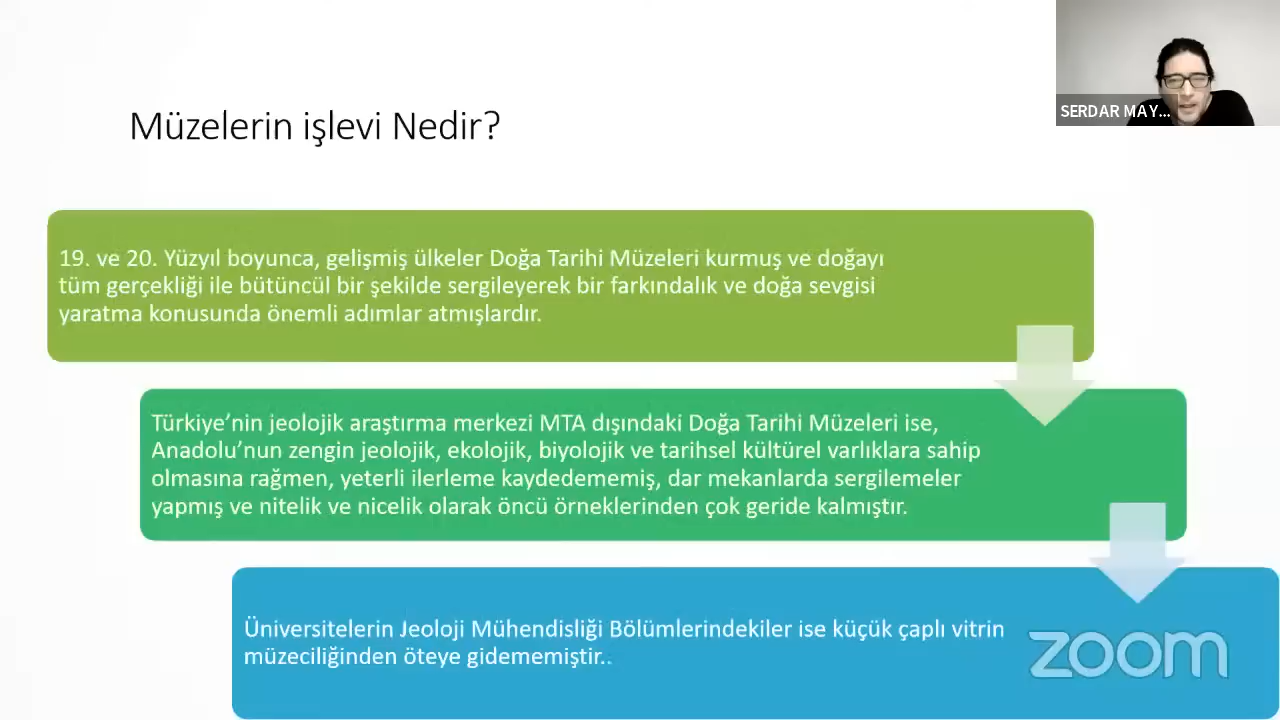 SERDAR MAY...
Müzelerin işlevi Nedir?
19. ve 20. Yüzyıl boyunca, gelişmiş ülkeler Doğa Tarihi Müzeleri kurmuş ve doğayı
tüm gerçekliği ile bütüncül bir şekilde sergileyerek bir farkındalık ve doğa sevgisi
yaratma konusunda önemli adımlar atmışlardır.
Türkiye’nin jeolojik araştırma merkezi MTA dışındaki Doğa Tarihi Müzeleri ise,
Anadolu’nun zengin jeolojik, ekolojik, biyolojik ve tarihsel kültürel varlıklara sahip
olmasına rağmen, yeterli ilerleme kaydedememiş, dar mekanlarda sergilemeler
yapmış ve nitelik ve nicelik olarak öncü örneklerinden çok geride kalmıştır.
Üniversitelerin Jeoloji Mühendisliği Bölümlerindekiler ise küçük çaplı vitrin
müzeciliğinden öteye gidememiştir..
zoom